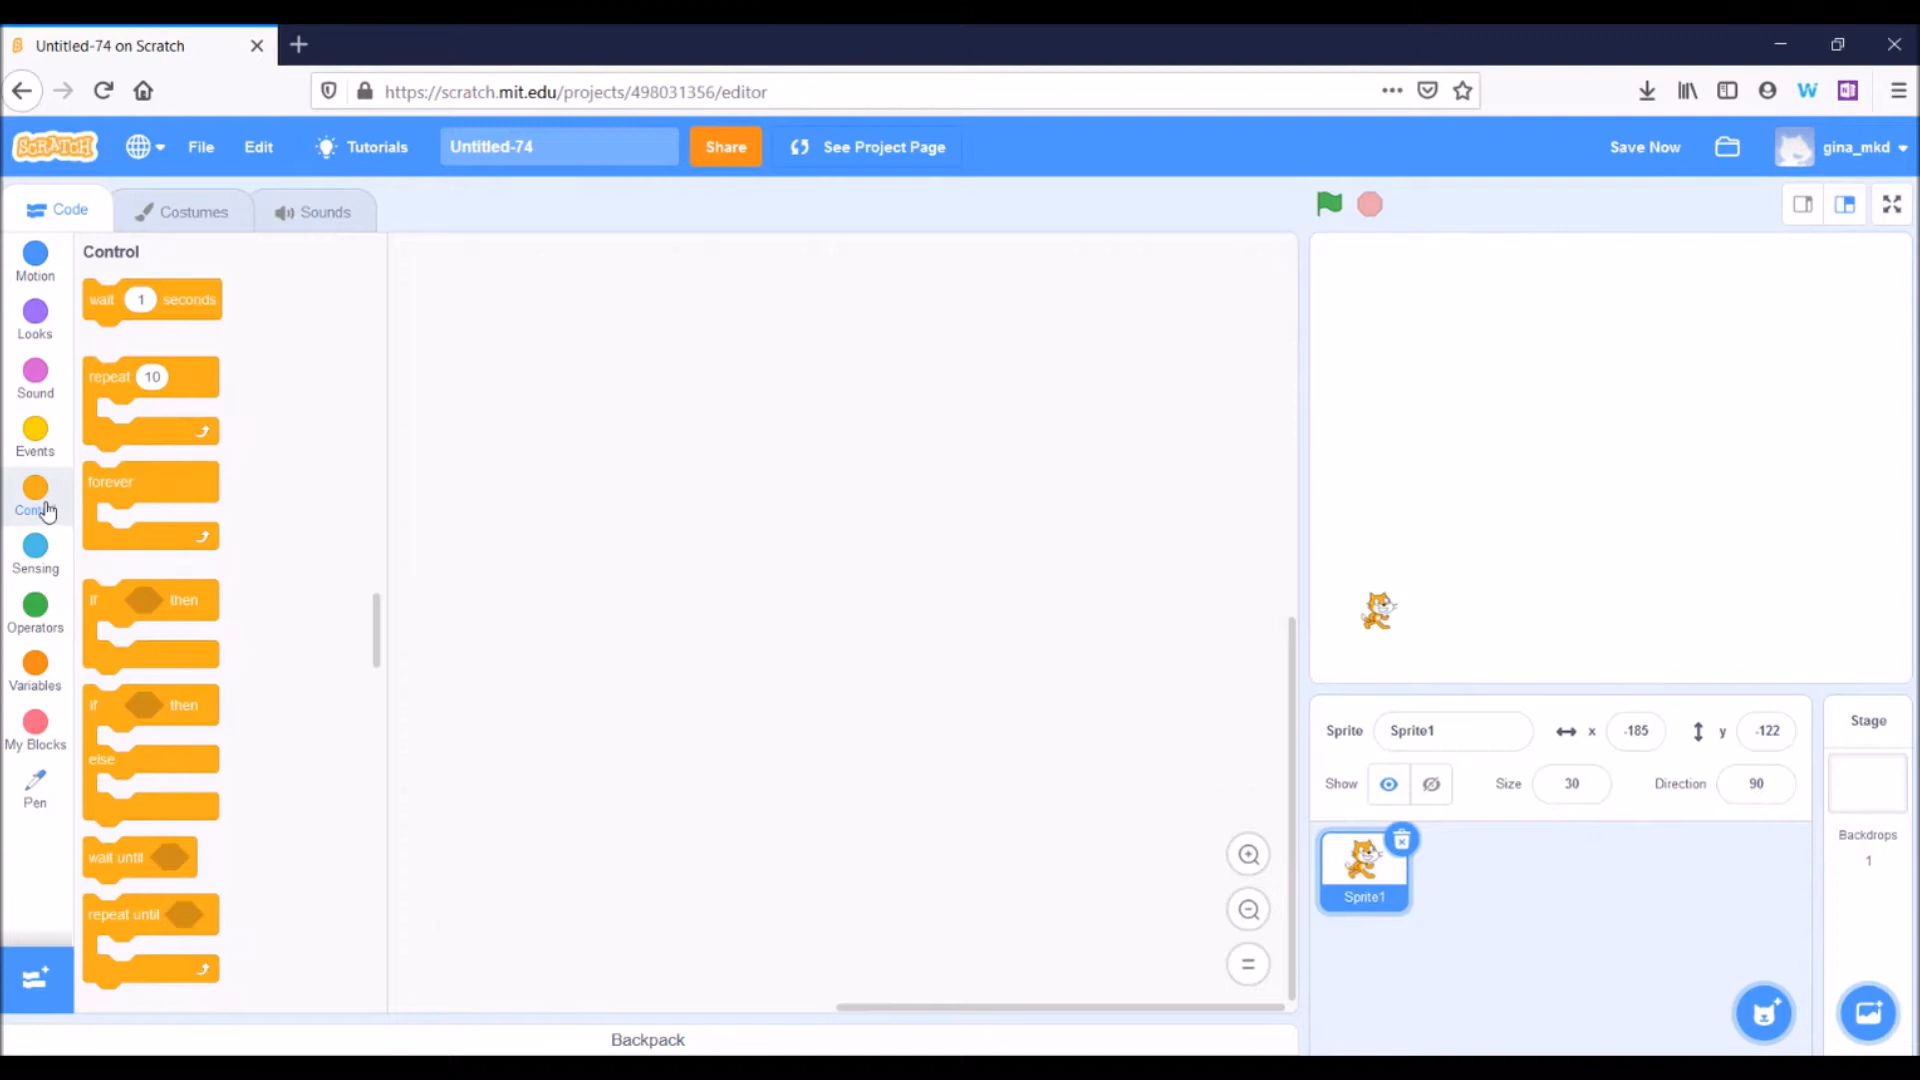 Untitled-74 on Scratch
https://scratch.mit.edu/projects/498031356/editor
SCRATCH File Edit Tutorials Untitled-74 Share See Project Page Save Now gina_mkd
Code Costumes Sounds
Motion
Looks
Sound
Events
Sensing
Operators
Variables
My Blocks
Pen
Control
wait 1 seconds
repeat 10
forever
if then
if then
else
wait until
repeat until
Backpack
Sprite Sprite1 x -185 y -122
Show Size 30 Direction 90
Sprite1
Stage
Backdrops
1